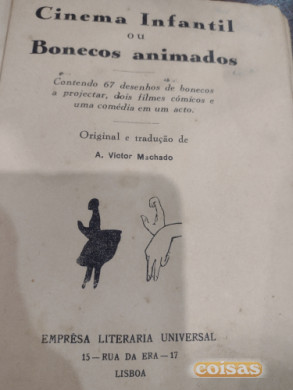 Cinema Infantil
ou
Bonecos animados
Contendo 67 desenhos de bonecos
a projectar, dois filmes cómicos e
uma comédia em um acto.
Original e tradução de
A. Victor Machado
EMPRÊSA LITERARIA UNIVERSAL
15—RUA DA ERA—17
LISBOA
coisas